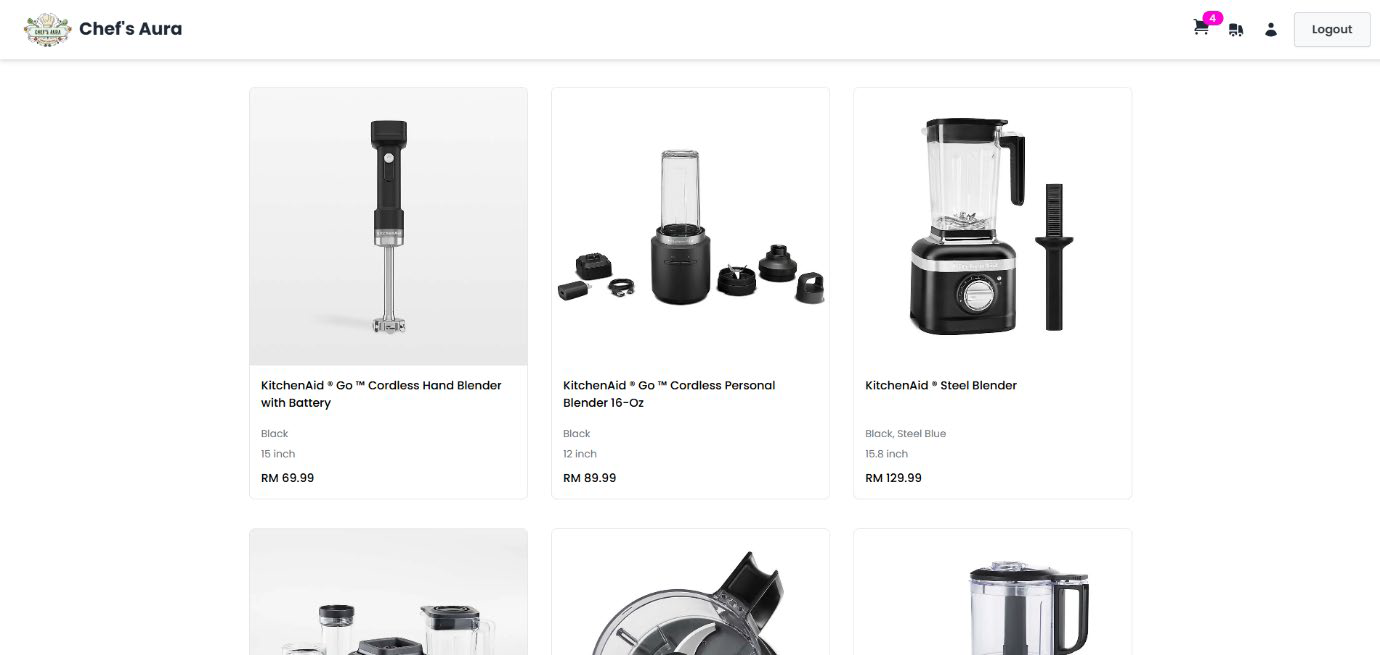 CHEF'S AURA
Chef's Aura
4
Logout
KitchenAid ® Go ™ Cordless Hand Blender
with Battery
Black
15 inch
RM 69.99
KitchenAid ® Go ™ Cordless Personal
Blender 16-Oz
Black
12 inch
RM 89.99
KitchenAid ® Steel Blender
Black, Steel Blue
15.8 inch
RM 129.99